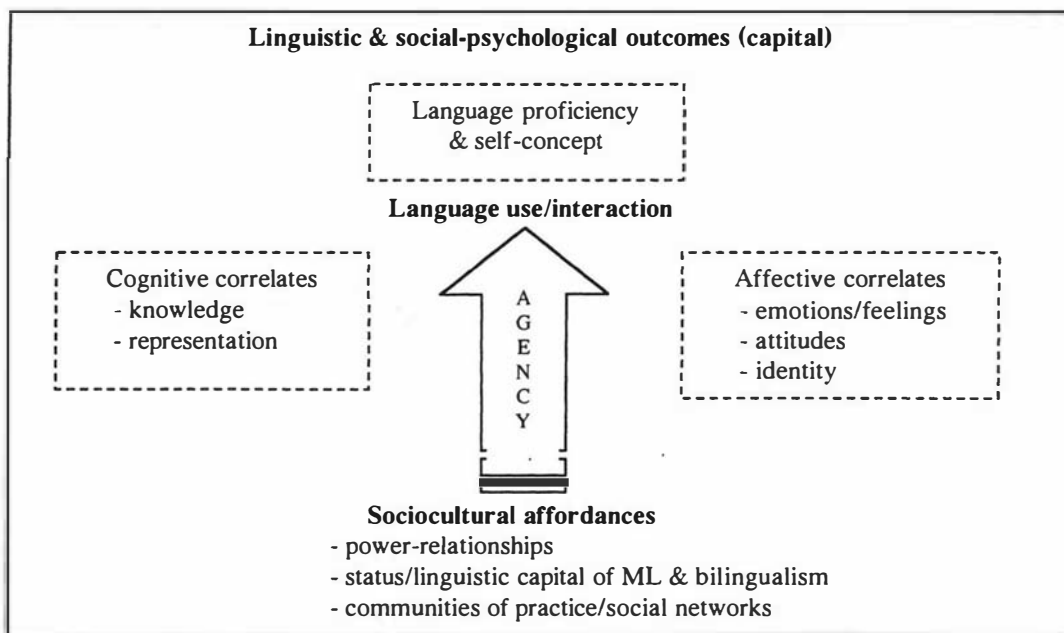 Linguistic & social-psychological outcomes (capital)
Language proficiency
& self-concept
Language use/interaction
Cognitive correlates
- knowledge
- representation
A
G
E
N
C
Y
Affective correlates
- emotions/feelings
- attitudes
- identity
Sociocultural affordances
- power-relationships
- status/linguistic capital of ML & bilingualism
- communities of practice/social networks